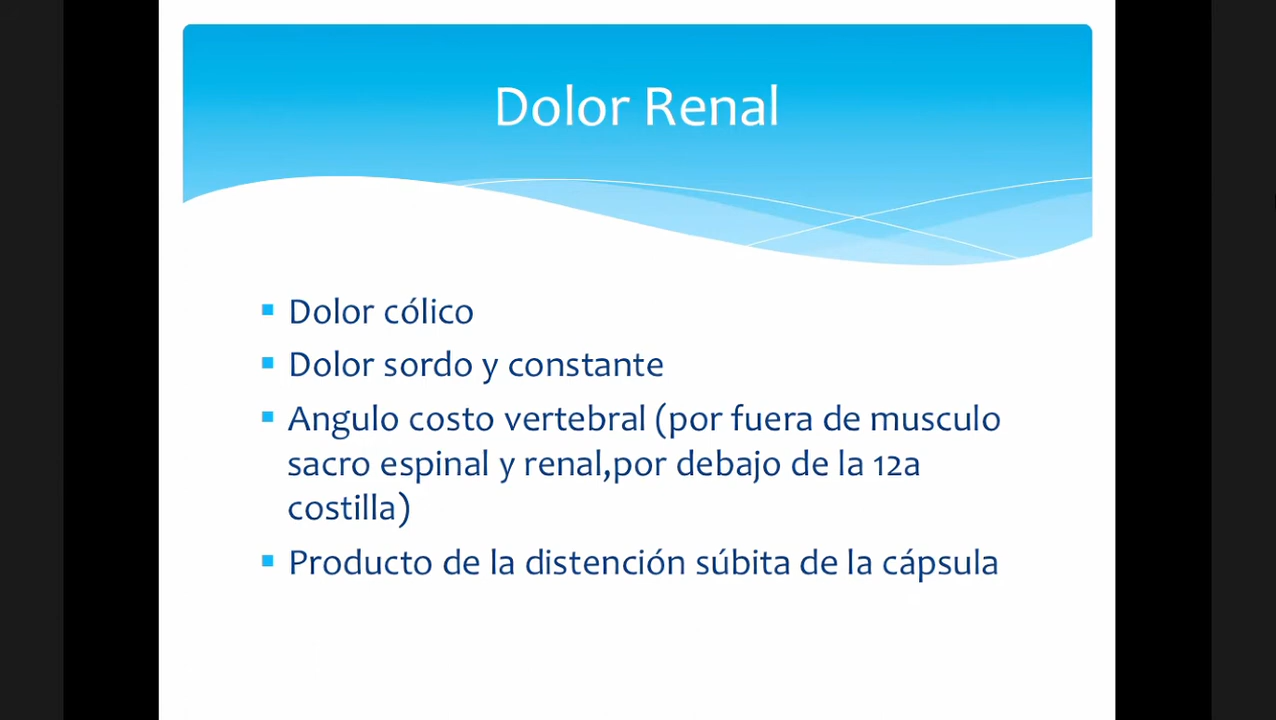 Dolor Renal
Dolor cólico
Dolor sordo y constante
Angulo costo vertebral (por fuera de musculo
sacro espinal y renal,por debajo de la 12a
costilla)
Producto de la distención súbita de la cápsula